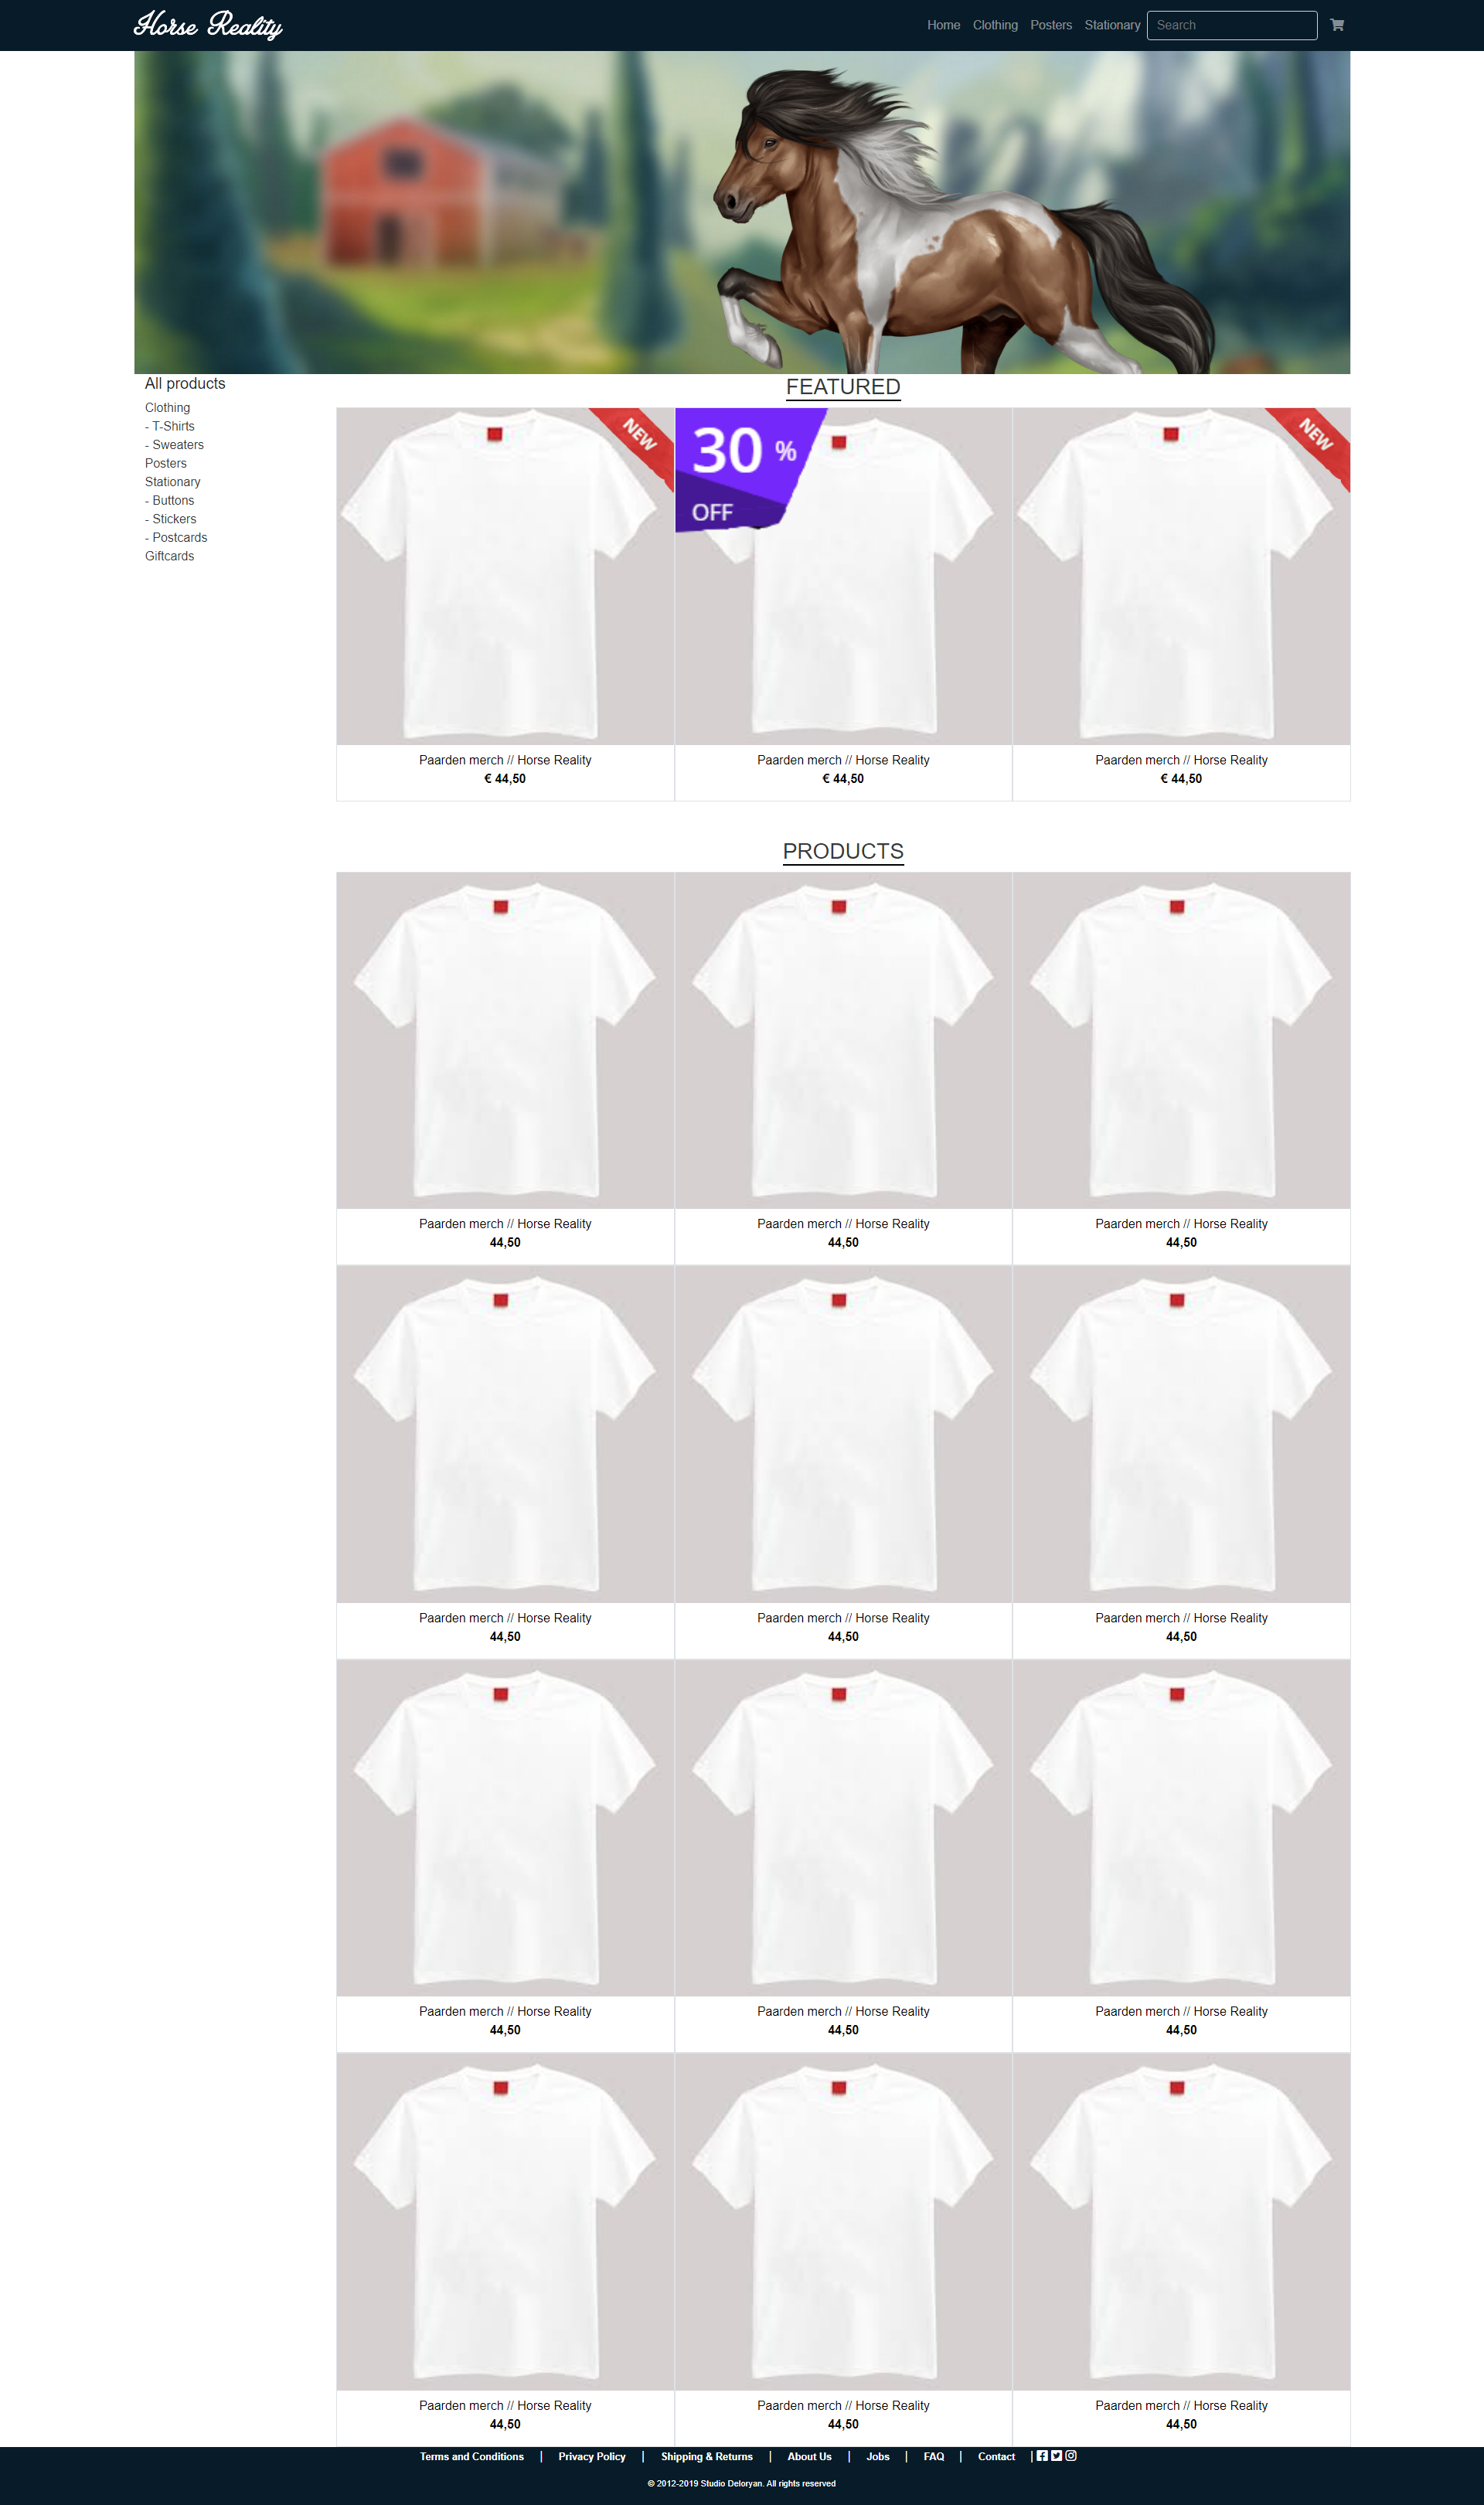 Horse Reality
Home Clothing Posters Stationary Search
All products
Clothing
- T-Shirts
- Sweaters
Posters
Stationary
- Buttons
- Stickers
- Postcards
Giftcards
FEATURED
NEW
30 %
OFF
NEW
Paarden merch // Horse Reality
€ 44,50
Paarden merch // Horse Reality
€ 44,50
Paarden merch // Horse Reality
€ 44,50
PRODUCTS
Paarden merch // Horse Reality
44,50
Paarden merch // Horse Reality
44,50
Paarden merch // Horse Reality
44,50
Paarden merch // Horse Reality
44,50
Paarden merch // Horse Reality
44,50
Paarden merch // Horse Reality
44,50
Paarden merch // Horse Reality
44,50
Paarden merch // Horse Reality
44,50
Paarden merch // Horse Reality
44,50
Paarden merch // Horse Reality
44,50
Paarden merch // Horse Reality
44,50
Paarden merch // Horse Reality
44,50
Terms and Conditions | Privacy Policy | Shipping & Returns | About Us | Jobs | FAQ | Contact |
© 2012-2019 Studio Deloryan. All rights reserved